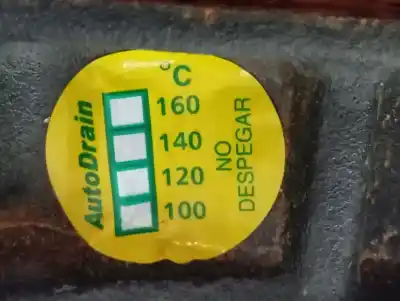 AutoDrain
°C
160
140
120
100
NO
DESPEGAR